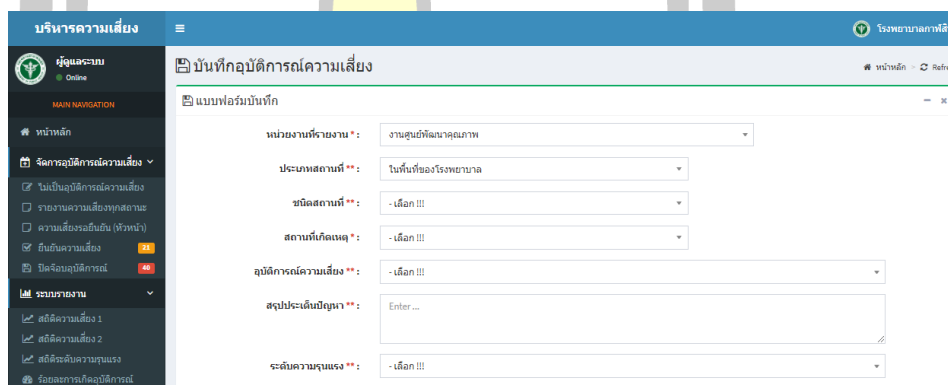 บริหารความเสี่ยง
โรงพยาบาลกาฬสิ
ผู้ดูแลระบบ
Online
บันทึกอุบัติการณ์ความเสี่ยง
หน้าหลัก > Refre
MAIN NAVIGATION
แบบฟอร์มบันทึก
หน้าหลัก
หน่วยงานที่รายงาน * : งานศูนย์พัฒนาคุณภาพ
จัดการอุบัติการณ์ความเสี่ยง
ประเภทสถานที่ ** : ในพื้นที่ของโรงพยาบาล
ไม่เป็นอุบัติการณ์ความเสี่ยง
รายงานความเสี่ยงทุกสถานะ
ชนิดสถานที่ ** : - เลือก !!!
ความเสี่ยงรอยืนยัน (หัวหน้า)
สถานที่เกิดเหตุ * : - เลือก !!!
ยืนยันความเสี่ยง 21
ปิดจ๊อบอุบัติการณ์ 40
อุบัติการณ์ความเสี่ยง ** : - เลือก !!!
ระบบรายงาน
สรุปประเด็นปัญหา ** : Enter ...
สถิติความเสี่ยง 1
สถิติความเสี่ยง 2
สถิติระดับความรุนแรง
ระดับความรุนแรง ** : - เลือก !!!
ร้อยละการเกิดอุบัติการณ์